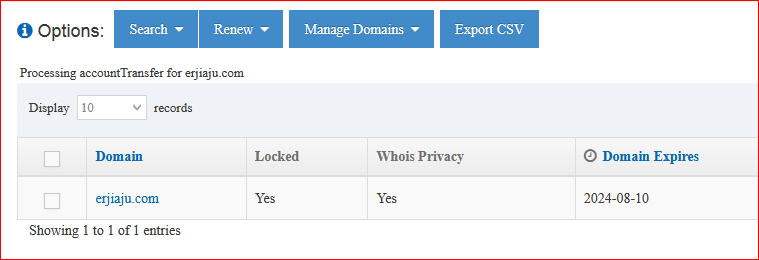 Options: Search Renew Manage Domains Export CSV
Processing accountTransfer for erjiaju.com
Display 10 records
Domain Locked Whois Privacy Domain Expires
erjiaju.com Yes Yes 2024-08-10
Showing 1 to 1 of 1 entries